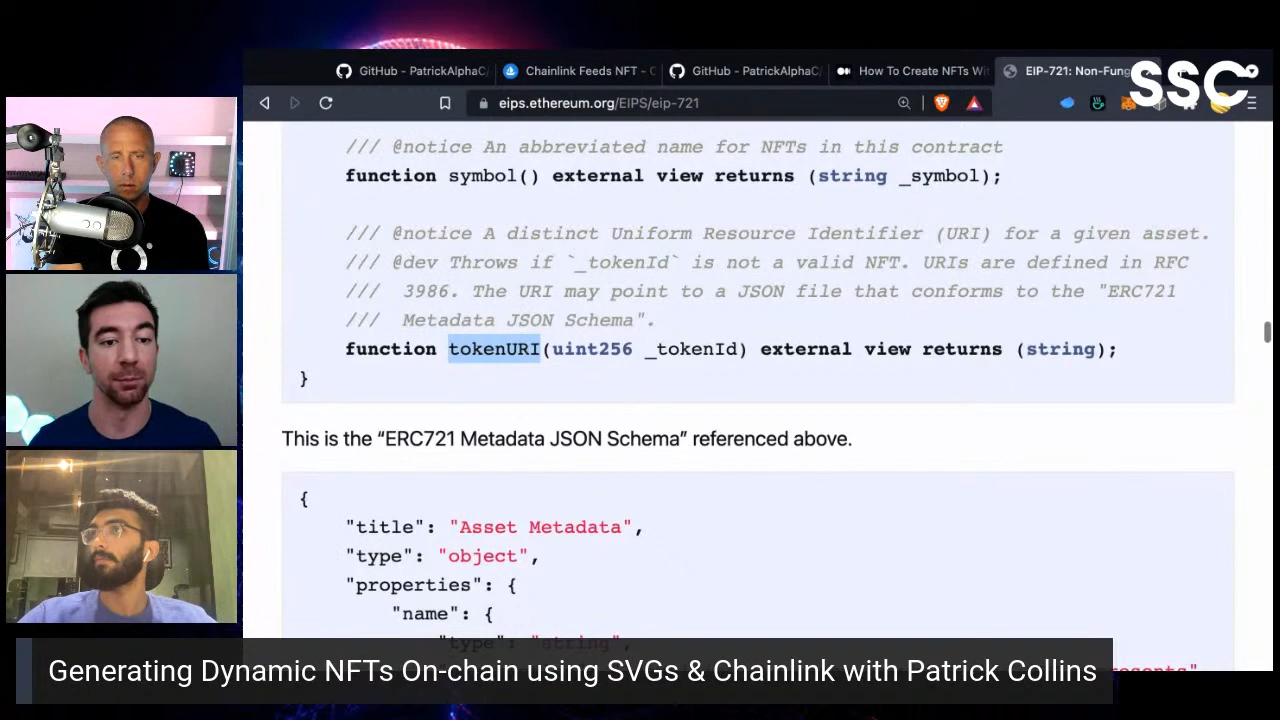 SSC
GitHub - PatrickAlphaC/
Chainlink Feeds NFT - C
GitHub - PatrickAlphaC/
How To Create NFTs Wit
EIP-721: Non-Fung
eips.ethereum.org/EIPS/eip-721
/// @notice An abbreviated name for NFTs in this contract
function symbol() external view returns (string _symbol);
/// @notice A distinct Uniform Resource Identifier (URI) for a given asset.
/// @dev Throws if `_tokenId` is not a valid NFT. URIs are defined in RFC
/// 3986. The URI may point to a JSON file that conforms to the "ERC721
/// Metadata JSON Schema".
function tokenURI(uint256 _tokenId) external view returns (string);
}
This is the “ERC721 Metadata JSON Schema” referenced above.
{
"title": "Asset Metadata",
"type": "object",
"properties": {
"name": {
"type": "string",
Generating Dynamic NFTs On-chain using SVGs & Chainlink with Patrick Collins